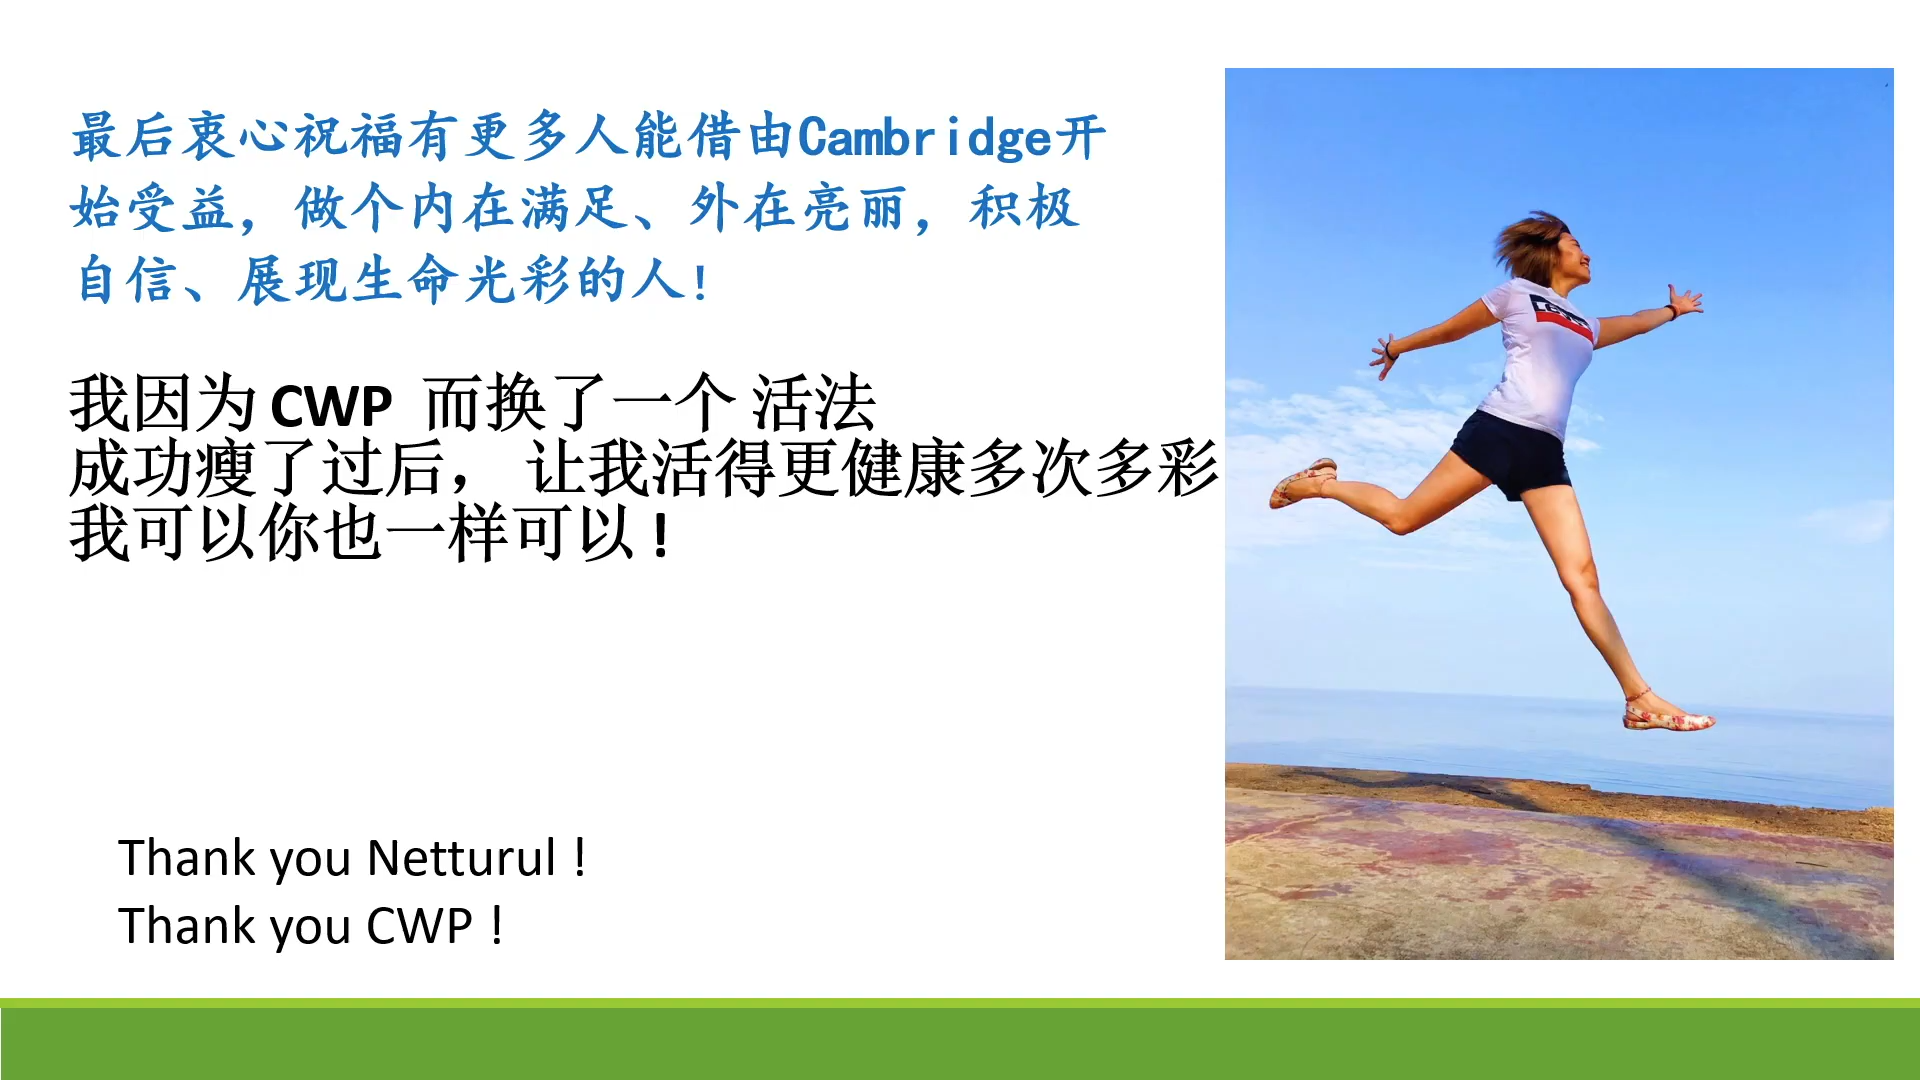 最后衷心祝福有更多人能借由Cambridge开
始受益，做个内在满足、外在亮丽，积极
自信、展现生命光彩的人！
我因为 CWP 而换了一个 活法
成功瘦了过后， 让我活得更健康多次多彩
我可以你也一样可以 !
Thank you Netturul !
Thank you CWP !